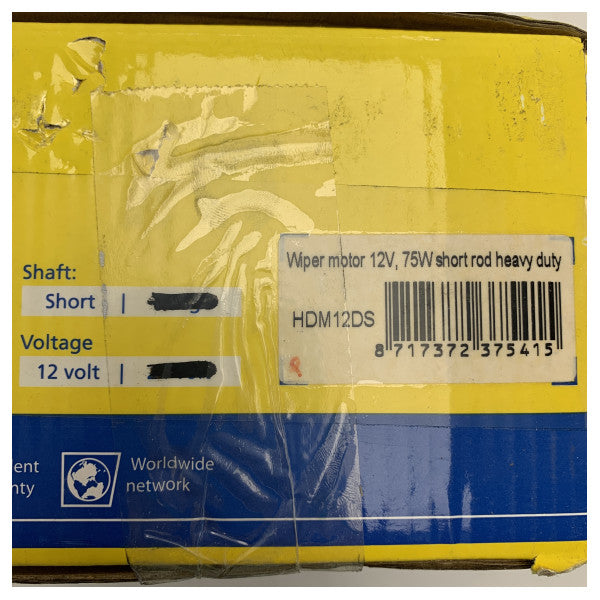 Shaft:
Short |
Voltage
12 volt |
Wiper motor 12V, 75W short rod heavy duty
HDM12DS
8 717372 375415
ent
nty
Worldwide
network